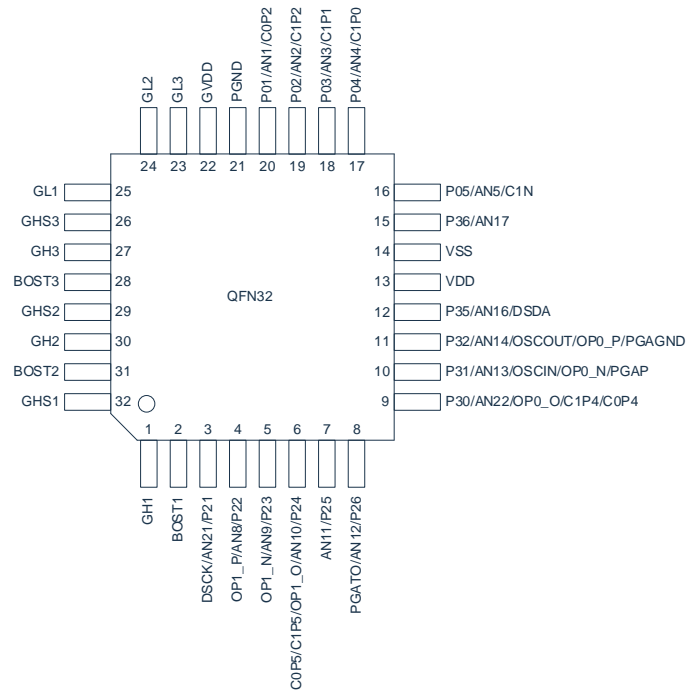 GL2
GL3
GVDD
PGND
P01/AN1/C0P2
P02/AN2/C1P2
P03/AN3/C1P1
P04/AN4/C1P0
24
23
22
21
20
19
18
17
GL1 25
GHS3 26
GH3 27
BOST3 28
GHS2 29
GH2 30
BOST2 31
GHS1 32
QFN32
16 P05/AN5/C1N
15 P36/AN17
14 VSS
13 VDD
12 P35/AN16/DSDA
11 P32/AN14/OSCOUT/OP0_P/PGAGND
10 P31/AN13/OSCIN/OP0_N/PGAP
9 P30/AN22/OP0_O/C1P4/C0P4
1
2
3
4
5
6
7
8
GH1
BOST1
DSCK/AN21/P21
OP1_P/AN8/P22
OP1_N/AN9/P23
C0P5/C1P5/OP1_O/AN10/P24
AN11/P25
PGATO/AN12/P26